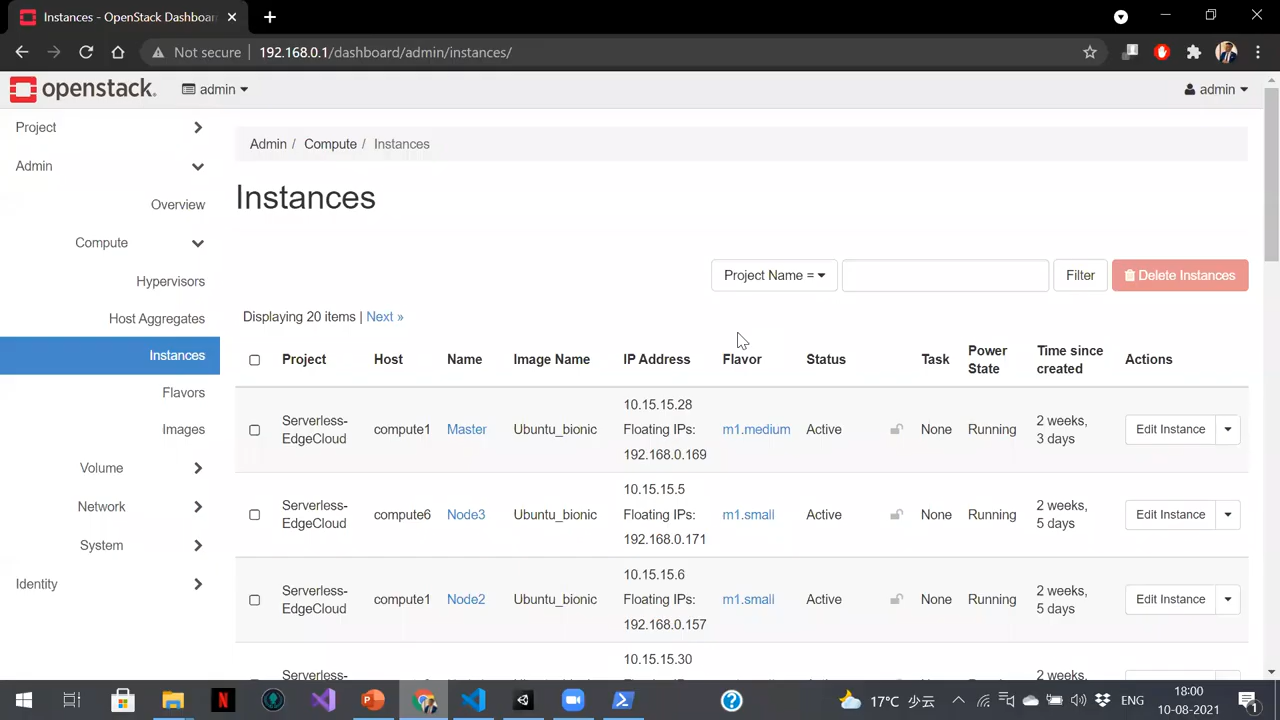 Instances - OpenStack Dashboar
Not secure 192.168.0.1/dashboard/admin/instances/
openstack. admin admin
Project
Admin
Overview
Compute
Hypervisors
Host Aggregates
Instances
Flavors
Images
Volume
Network
System
Identity
Admin / Compute / Instances
Instances
Project Name = Filter Delete Instances
Displaying 20 items | Next »
Project Host Name Image Name IP Address Flavor Status Task Power State Time since created Actions
Serverless-EdgeCloud compute1 Master Ubuntu_bionic 10.15.15.28 Floating IPs: 192.168.0.169 m1.medium Active None Running 2 weeks, 3 days Edit Instance
Serverless-EdgeCloud compute6 Node3 Ubuntu_bionic 10.15.15.5 Floating IPs: 192.168.0.171 m1.small Active None Running 2 weeks, 5 days Edit Instance
Serverless-EdgeCloud compute1 Node2 Ubuntu_bionic 10.15.15.6 Floating IPs: 192.168.0.157 m1.small Active None Running 2 weeks, 5 days Edit Instance
10.15.15.30
17°C 少云 ENG 18:00
10-08-2021